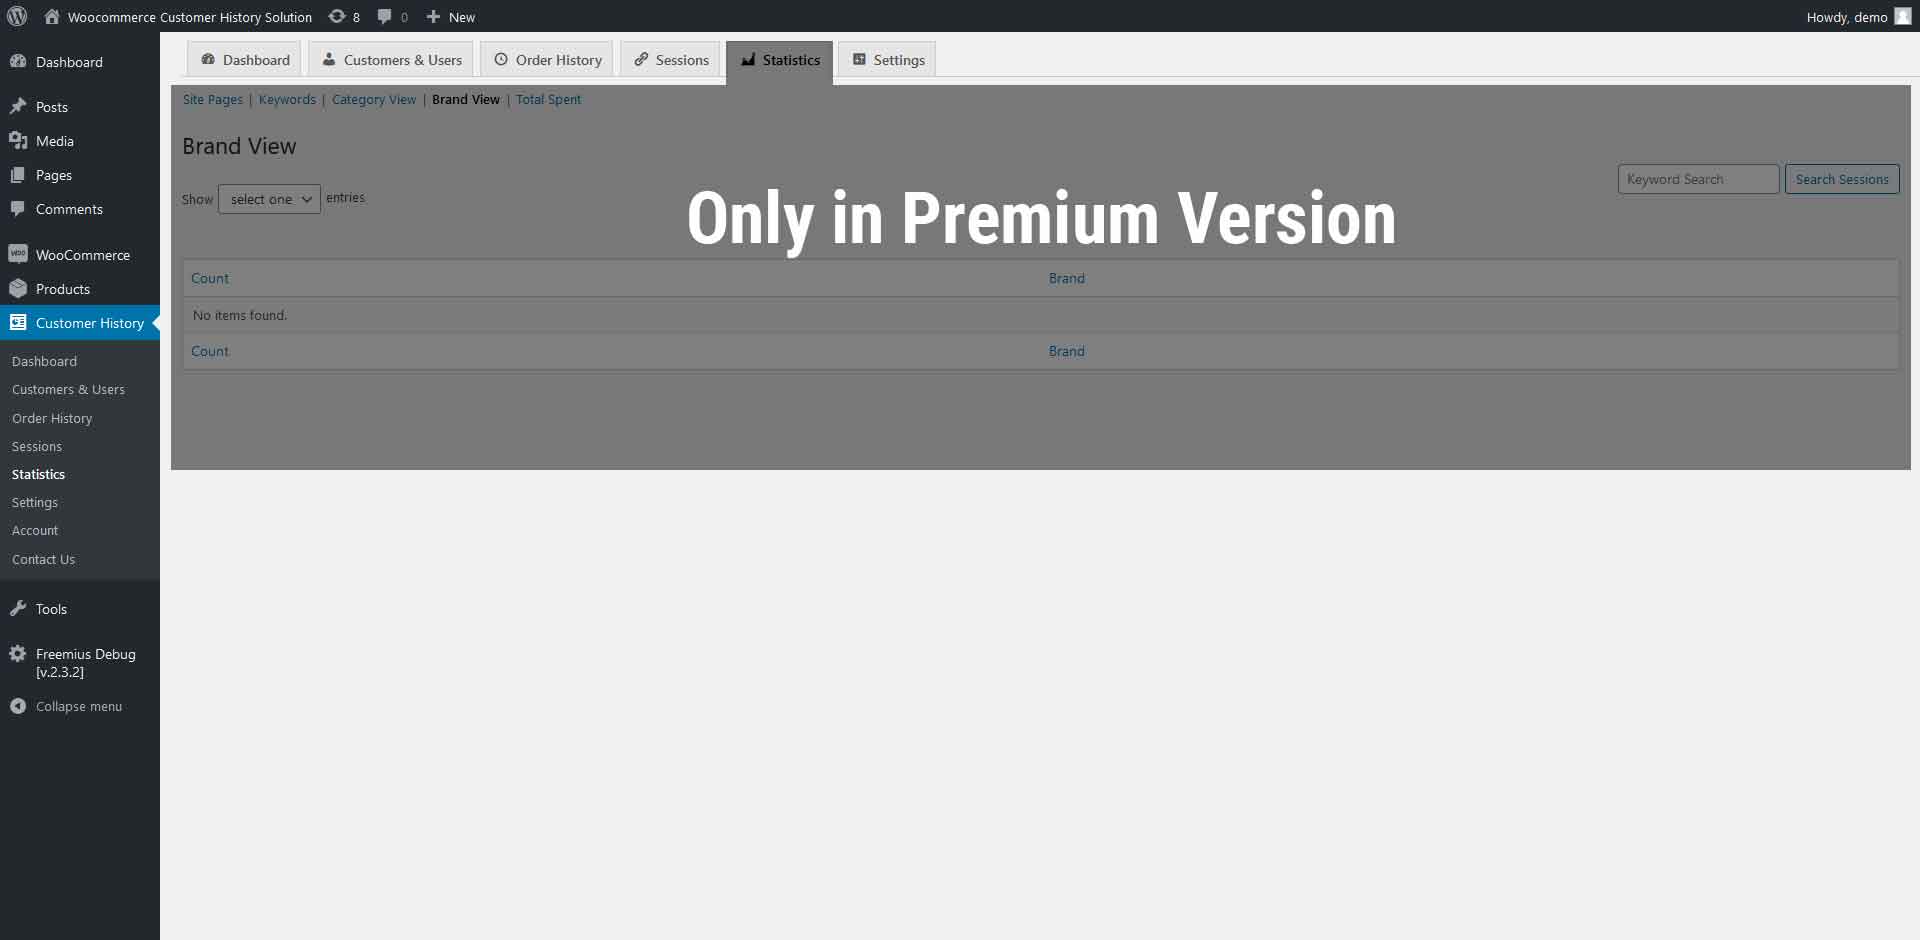 Woocommerce Customer History Solution 8 0 New Howdy, demo
Dashboard
Posts
Media
Pages
Comments
WOO WooCommerce
Products
Customer History
Dashboard
Customers & Users
Order History
Sessions
Statistics
Settings
Account
Contact Us
Tools
Freemius Debug
[v.2.3.2]
Collapse menu
Dashboard Customers & Users Order History Sessions Statistics Settings
Site Pages | Keywords | Category View | Brand View | Total Spent
Brand View
Keyword Search Search Sessions
Show select one entries
Only in Premium Version
Count Brand
No items found.
Count Brand